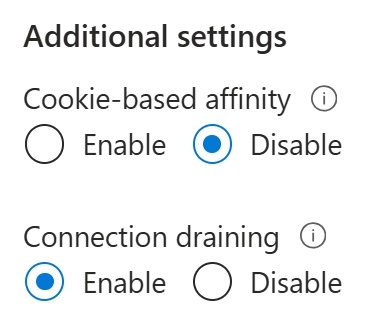 Additional settings
Cookie-based affinity
Enable Disable
Connection draining
Enable Disable